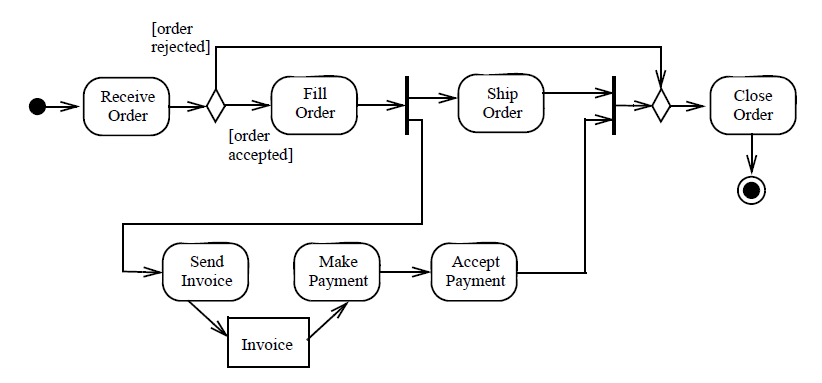 [order
rejected]
Receive
Order
Fill
Order
Ship
Order
Close
Order
[order
accepted]
Send
Invoice
Make
Payment
Accept
Payment
Invoice